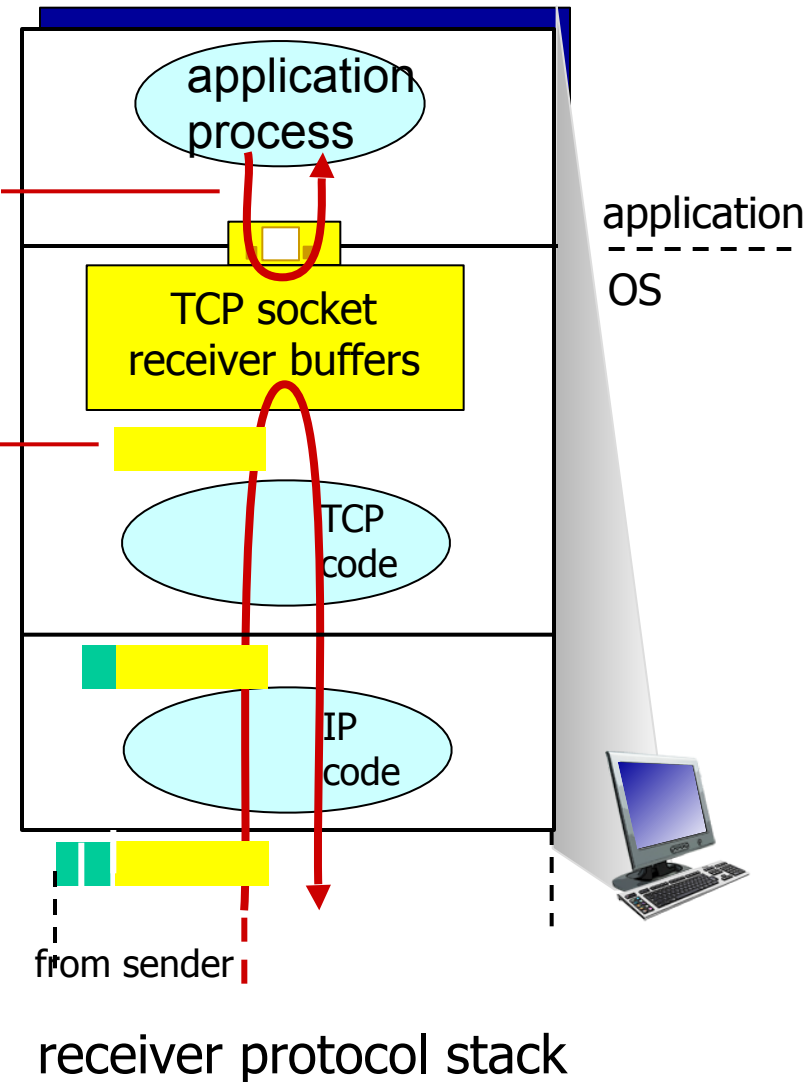 application
process
application
OS
TCP socket
receiver buffers
TCP
code
IP
code
from sender
receiver protocol stack